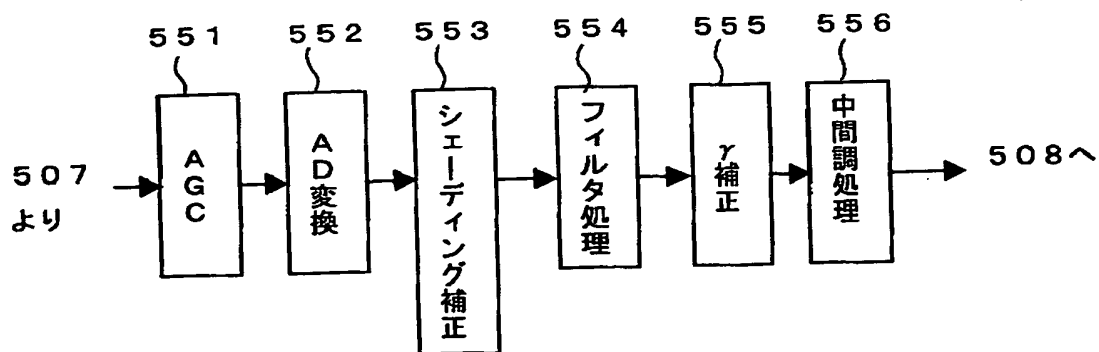 551
552
553
554
555
556
507
より
AGC
AD変換
シェーディング補正
フィルタ処理
γ補正
中間調処理
508へ